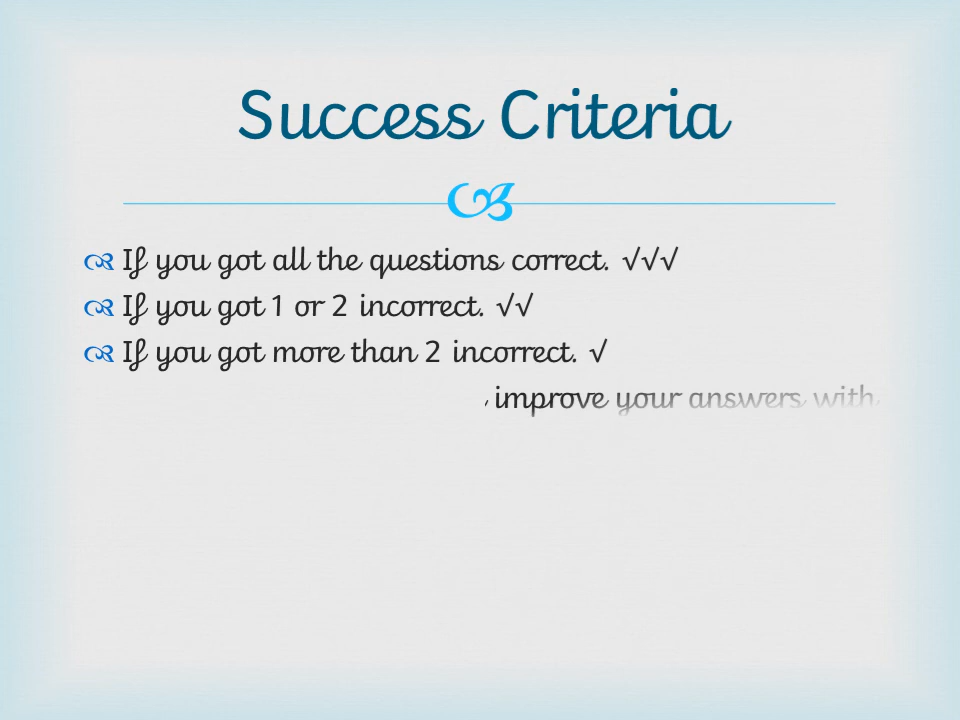 Success Criteria
If you got all the questions correct. √√√
If you got 1 or 2 incorrect. √√
If you got more than 2 incorrect. √
improve your answers with